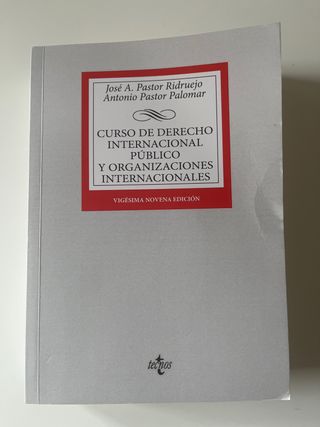 José A. Pastor Ridruejo
Antonio Pastor Palomar
CURSO DE DERECHO
INTERNACIONAL
PÚBLICO
Y ORGANIZACIONES
INTERNACIONALES
VIGÉSIMA NOVENA EDICIÓN
tecnos